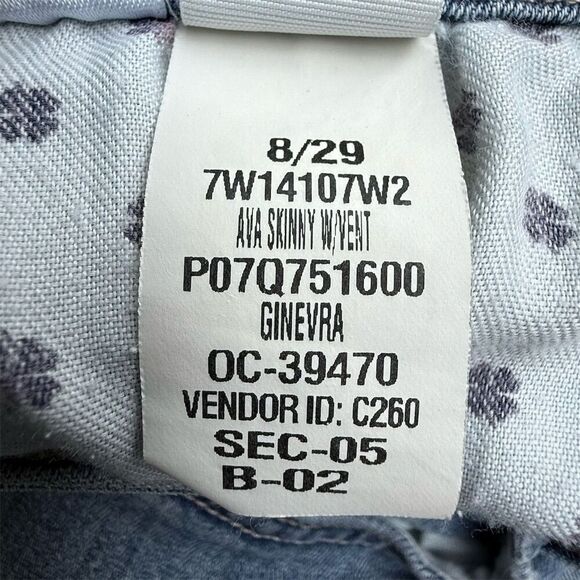 8/29
7W14107W2
AVA SKINNY W/VENT
P07Q751600
GINEVRA
OC-39470
VENDOR ID: C260
SEC-05
B-02